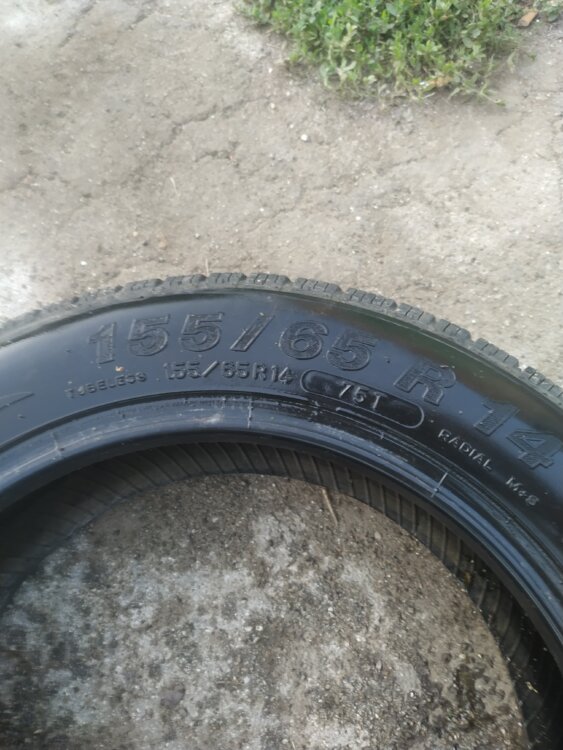 155/65 R 14
TUBELESS 155/65R14 75T
RADIAL M+S